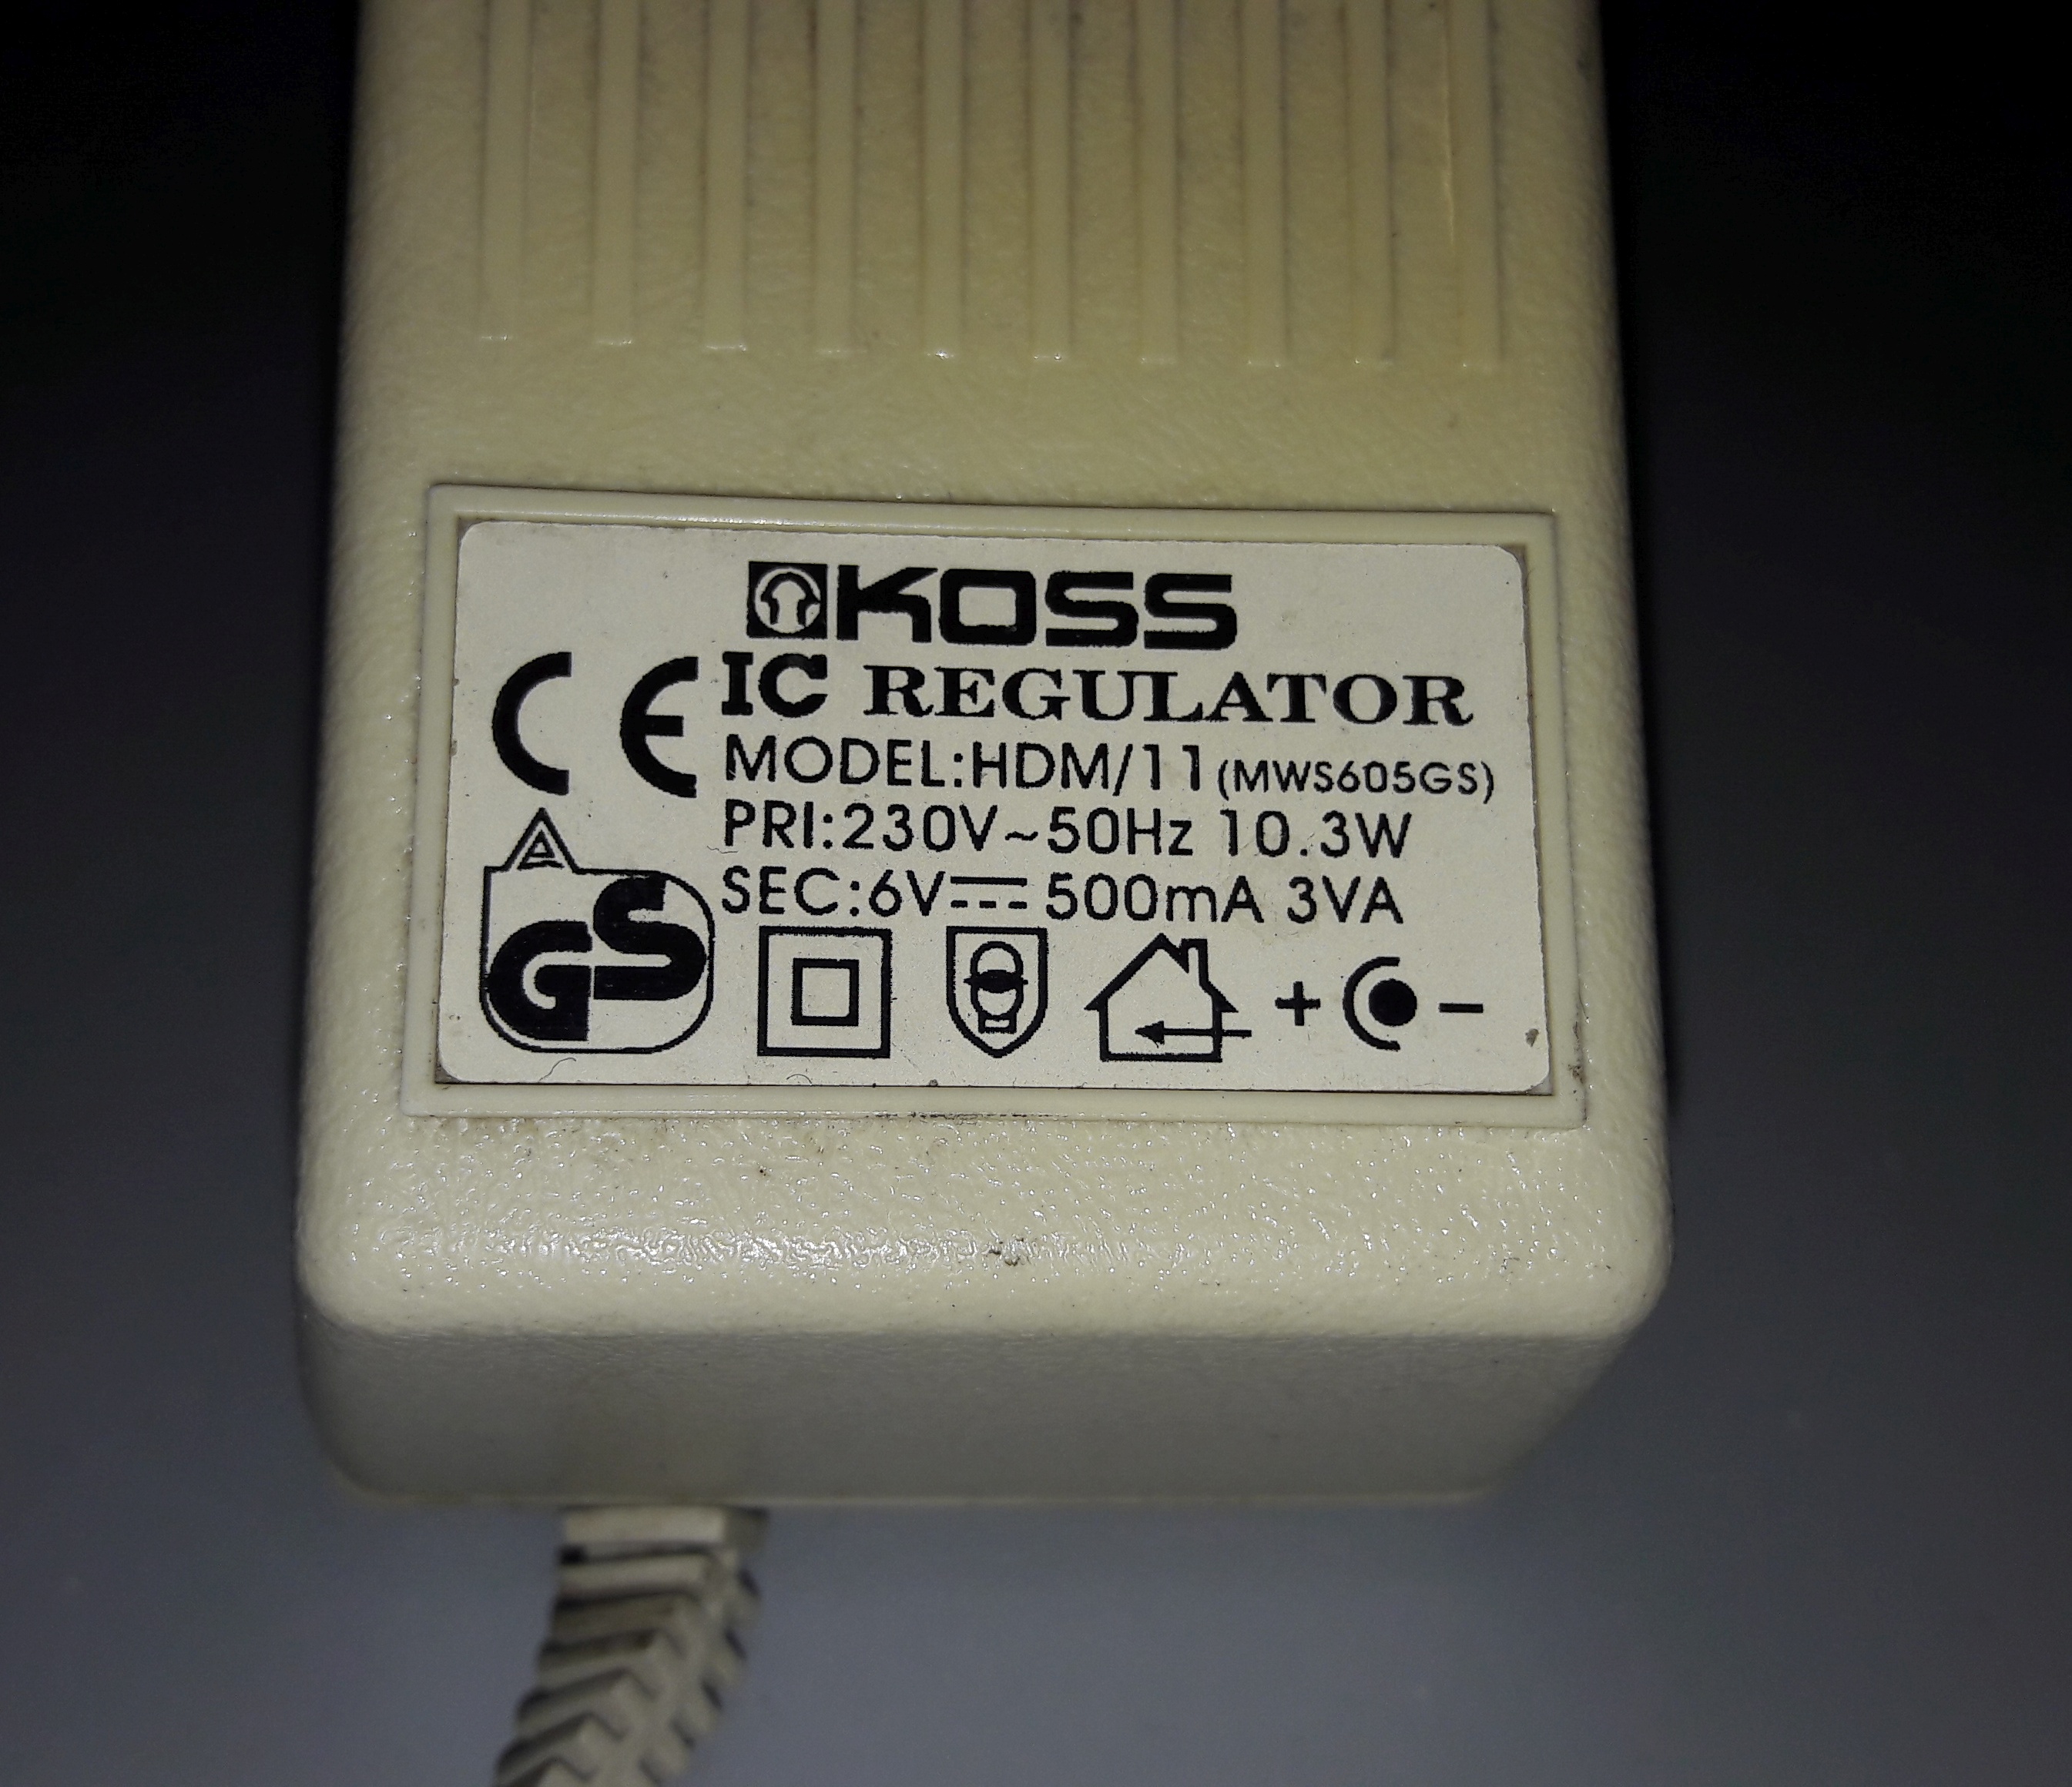 KOSS
CE IC REGULATOR
MODEL:HDM/11 (MWS605GS)
PRI:230V~50Hz 10.3W
SEC:6V⎓500mA 3VA
GS
+ -